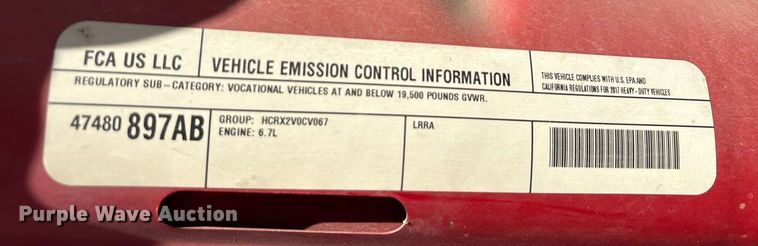 FCA US LLC
VEHICLE EMISSION CONTROL INFORMATION
THIS VEHICLE COMPLIES WITH U.S. EPA AND
CALIFORNIA REGULATIONS FOR 2017 HEAVY-DUTY VEHICLES
REGULATORY SUB-CATEGORY: VOCATIONAL VEHICLES AT AND BELOW 19,500 POUNDS GVWR.
47480 897AB
GROUP: HCRX2VOCV067
ENGINE: 6.7L
LRRA
Purple Wave Auction